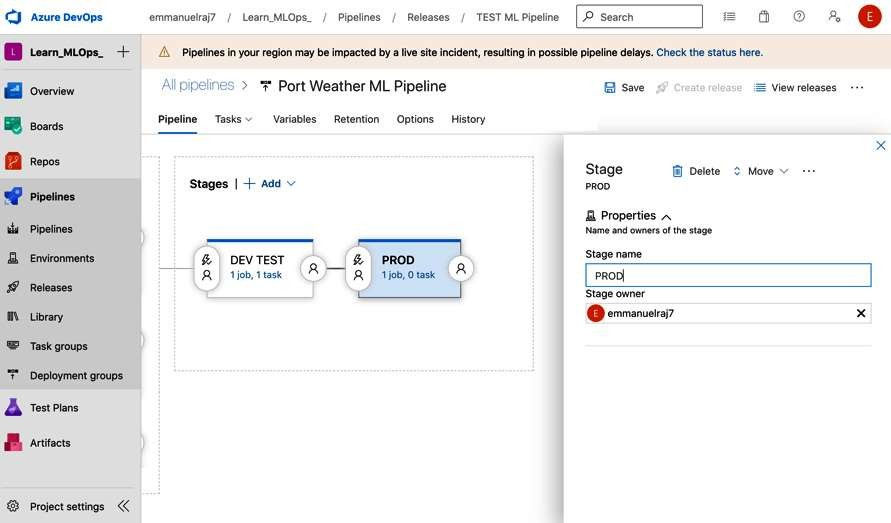 Azure DevOps
emmanuelraj7 / Learn_MLOps_ / Pipelines / Releases / TEST ML Pipeline
Search
E
L Learn_MLOps_ +
Overview
Boards
Repos
Pipelines
Pipelines
Environments
Releases
Library
Task groups
Deployment groups
Test Plans
Artifacts
Project settings
Pipelines in your region may be impacted by a live site incident, resulting in possible pipeline delays. Check the status here.
All pipelines > Port Weather ML Pipeline
Save Create release View releases ...
Pipeline Tasks Variables Retention Options History
Stages | + Add
DEV TEST
1 job, 1 task
PROD
1 job, 0 task
Stage
PROD
Delete Move ...
Properties
Name and owners of the stage
Stage name
PROD
Stage owner
E emmanuelraj7